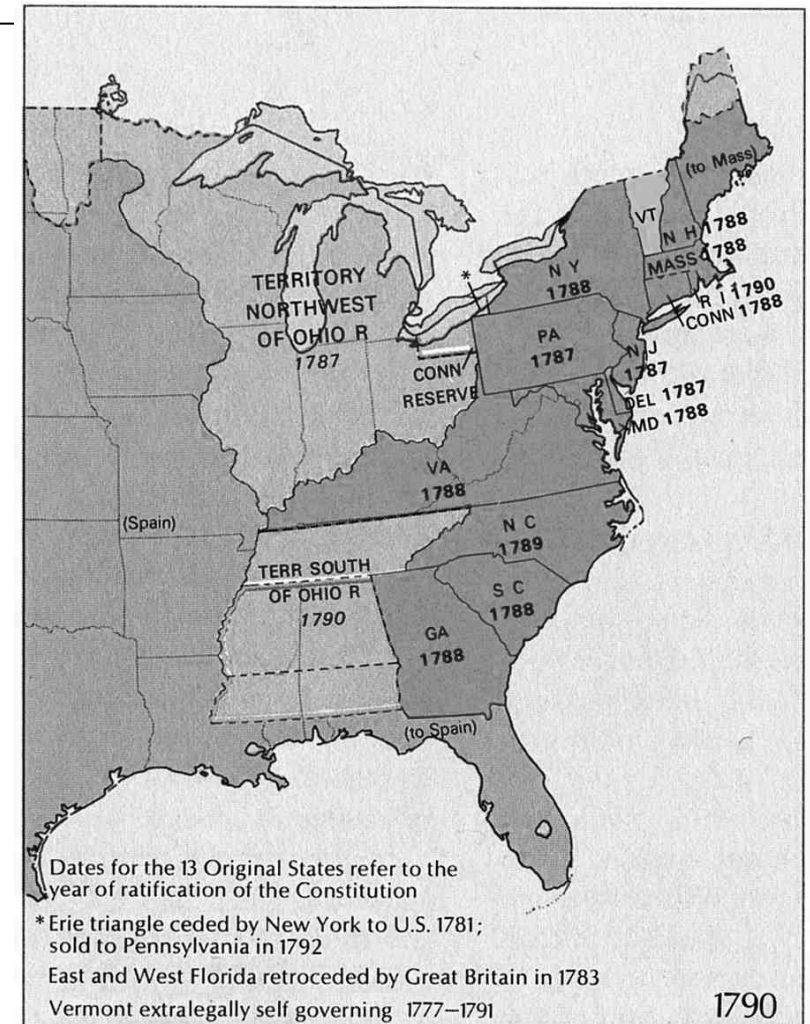 (to Mass)
VT
N H 1788
MASS 1788
N Y
1788
R I 1790
CONN 1788
*
TERRITORY
NORTHWEST
OF OHIO R
1787
PA
1787
N J
1787
CONN
RESERVE
DEL 1787
MD 1788
VA
1788
(Spain)
N C
1789
TERR SOUTH
OF OHIO R
1790
S C
1788
GA
1788
(to Spain)
Dates for the 13 Original States refer to the
year of ratification of the Constitution
* Erie triangle ceded by New York to U.S. 1781;
sold to Pennsylvania in 1792
East and West Florida retroceded by Great Britain in 1783
Vermont extralegally self governing 1777–1791
1790